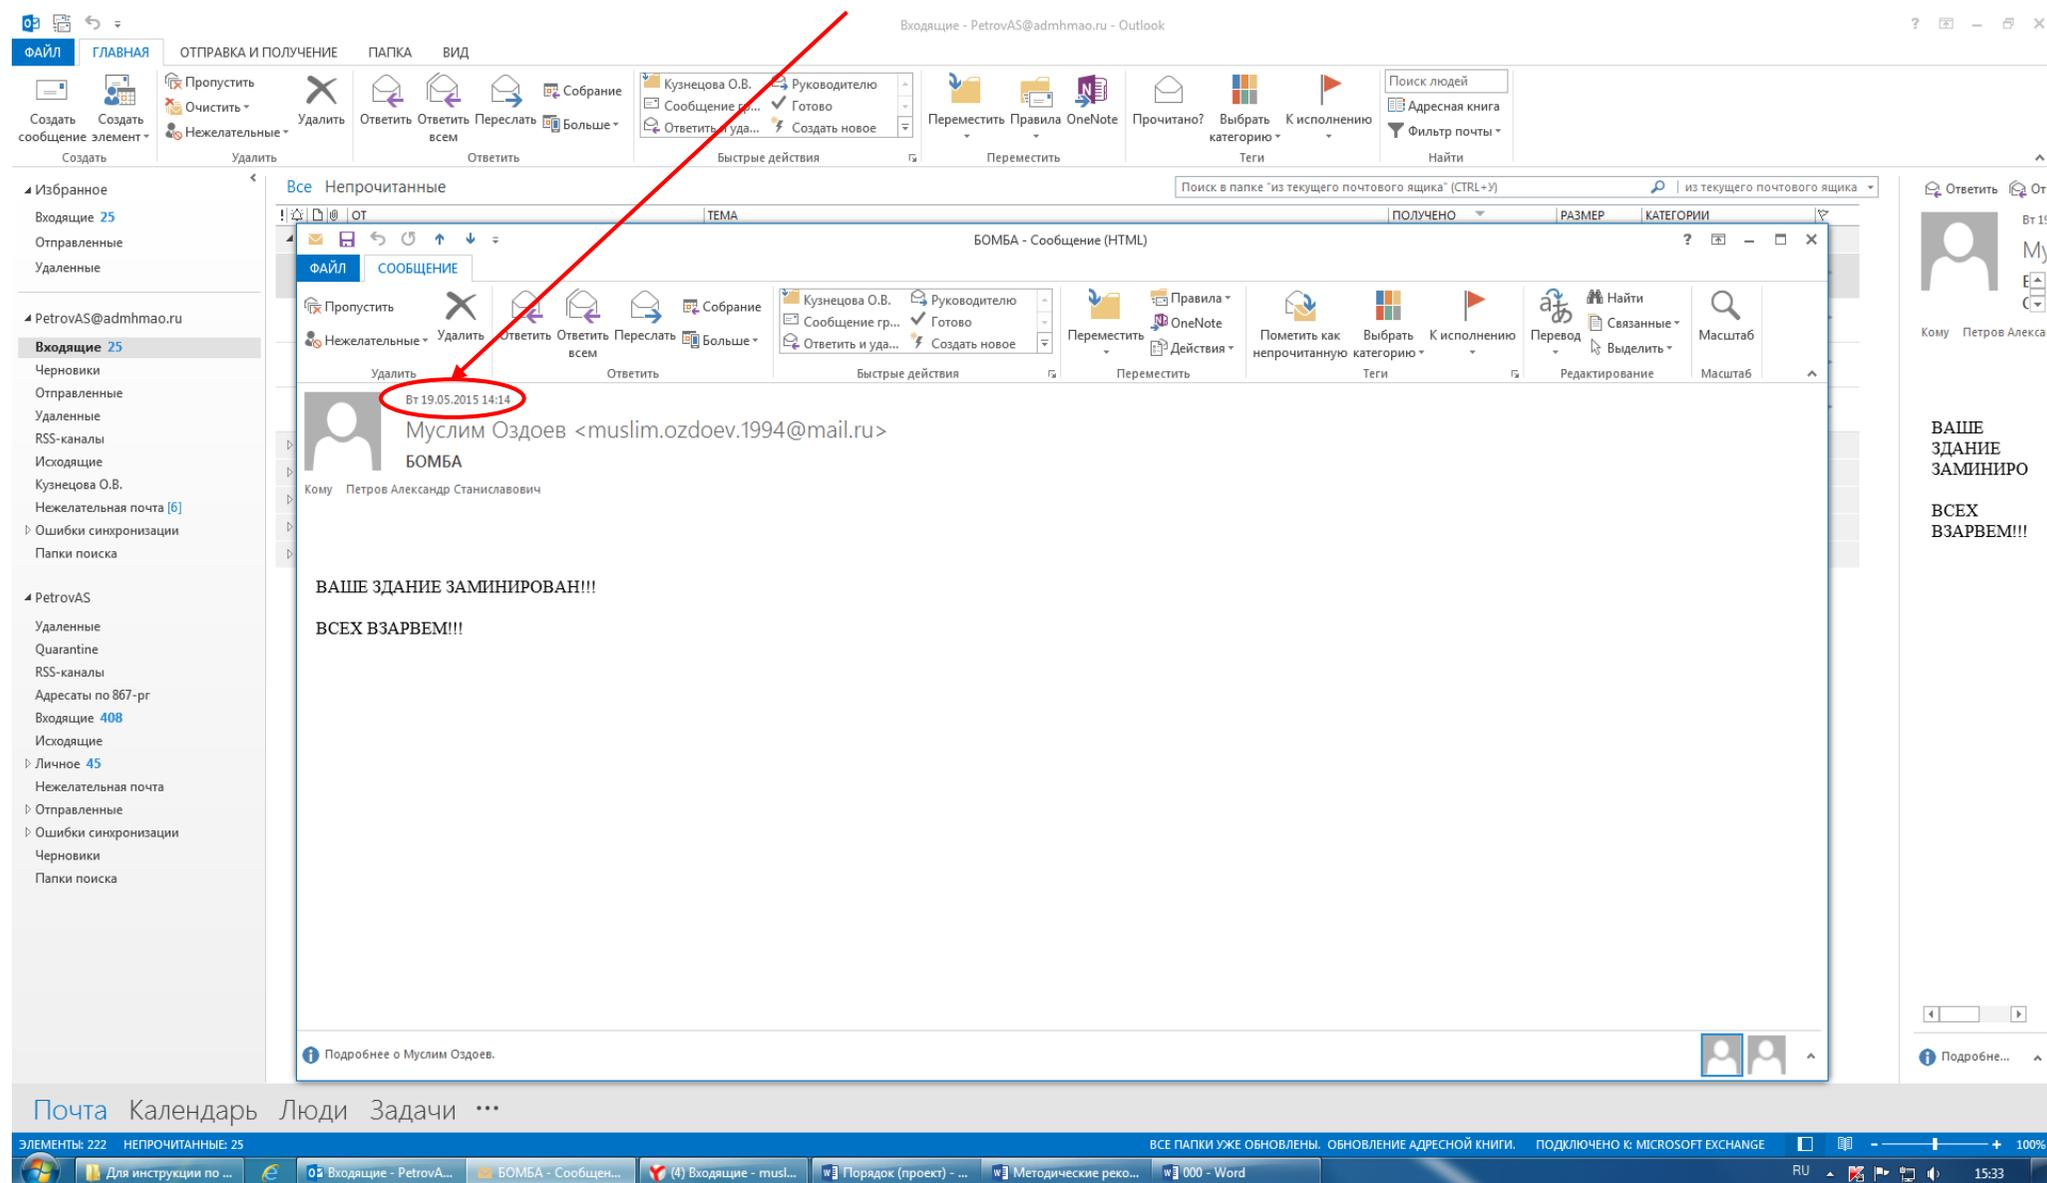 Входящие - PetrovAS@admhmao.ru - Outlook
ФАЙЛ ГЛАВНАЯ ОТПРАВКА И ПОЛУЧЕНИЕ ПАПКА ВИД
Создать сообщение
Создать элемент
Пропустить
Очистить
Нежелательные
Удалить
Ответить
Ответить всем
Переслать
Собрание
Больше
Кузнецова О.В.
Сообщение гр...
Ответить и уда...
Руководителю
Готово
Создать новое
Переместить
Правила
OneNote
Прочитано?
Выбрать категорию
К исполнению
Поиск людей
Адресная книга
Фильтр почты
Создать Удалить Ответить Быстрые действия Переместить Теги Найти
Избранное
Входящие 25
Отправленные
Удаленные
PetrovAS@admhmao.ru
Входящие 25
Черновики
Отправленные
Удаленные
RSS-каналы
Исходящие
Кузнецова О.В.
Нежелательная почта [6]
Ошибки синхронизации
Папки поиска
PetrovAS
Удаленные
Quarantine
RSS-каналы
Адресаты по 867-рг
Входящие 408
Исходящие
Личное 45
Нежелательная почта
Отправленные
Ошибки синхронизации
Черновики
Папки поиска
Все Непрочитанные
Поиск в папке "из текущего почтового ящика" (CTRL+У)
из текущего почтового ящика
ОТ ТЕМА ПОЛУЧЕНО РАЗМЕР КАТЕГОРИИ
БОМБА - Сообщение (HTML)
ФАЙЛ СООБЩЕНИЕ
Пропустить
Нежелательные
Удалить
Ответить
Ответить всем
Переслать
Собрание
Больше
Кузнецова О.В.
Сообщение гр...
Ответить и уда...
Руководителю
Готово
Создать новое
Переместить
Правила
OneNote
Действия
Пометить как непрочитанную
Выбрать категорию
К исполнению
Перевод
Найти
Связанные
Выделить
Масштаб
Удалить Ответить Быстрые действия Переместить Теги Редактирование Масштаб
Вт 19.05.2015 14:14
Муслим Оздоев <muslim.ozdoev.1994@mail.ru>
БОМБА
Кому Петров Александр Станиславович
ВАШЕ ЗДАНИЕ ЗАМИНИРОВАН!!!
ВСЕХ ВЗАРВЕМ!!!
Подробнее о Муслим Оздоев.
Ответить От
Вт 19
Му
Кому Петров Алекса
ВАШЕ
ЗДАНИЕ
ЗАМИНИРО
ВСЕХ
ВЗАРВЕМ!!!
Подробне...
Почта Календарь Люди Задачи ...
ЭЛЕМЕНТЫ: 222 НЕПРОЧИТАННЫЕ: 25
ВСЕ ПАПКИ УЖЕ ОБНОВЛЕНЫ. ОБНОВЛЕНИЕ АДРЕСНОЙ КНИГИ. ПОДКЛЮЧЕНО К: MICROSOFT EXCHANGE 100%
Для инструкции по ... Входящие - PetrovA... БОМБА - Сообщен... (4) Входящие - musl... Порядок (проект) - ... Методические реко... 000 - Word RU 15:33